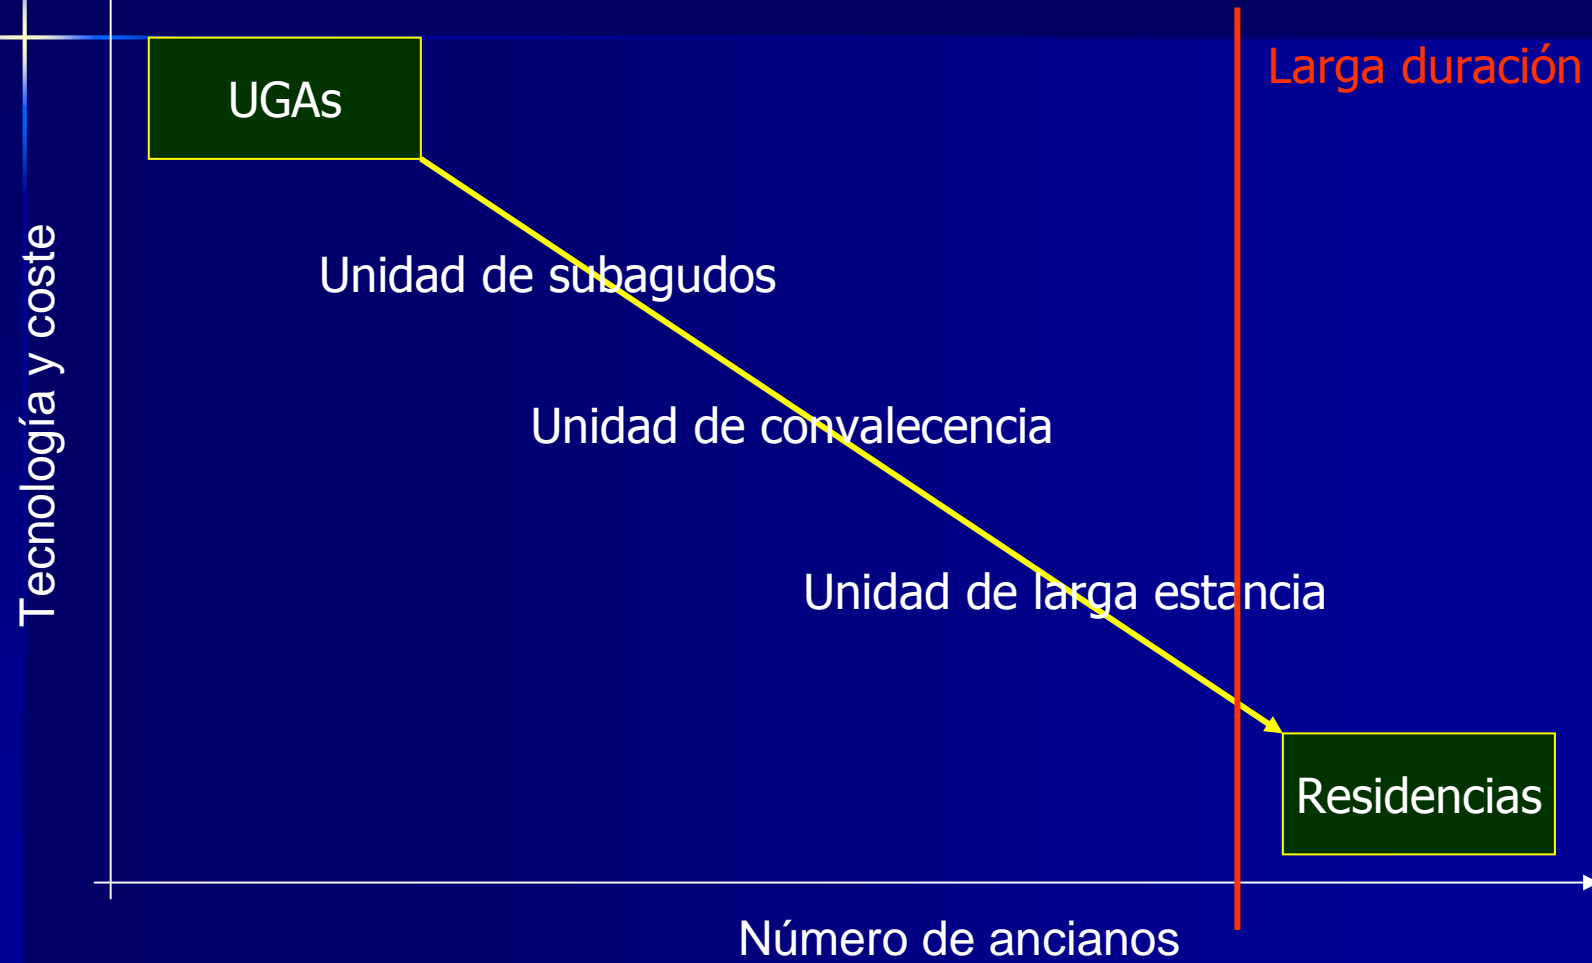 Larga duración
UGAs
Unidad de subagudos
Unidad de convalecencia
Unidad de larga estancia
Residencias
Tecnología y coste
Número de ancianos